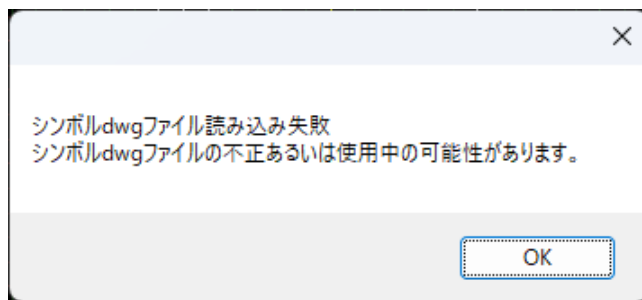 シンボルdwgファイル読み込み失敗
シンボルdwgファイルの不正あるいは使用中の可能性があります。
OK